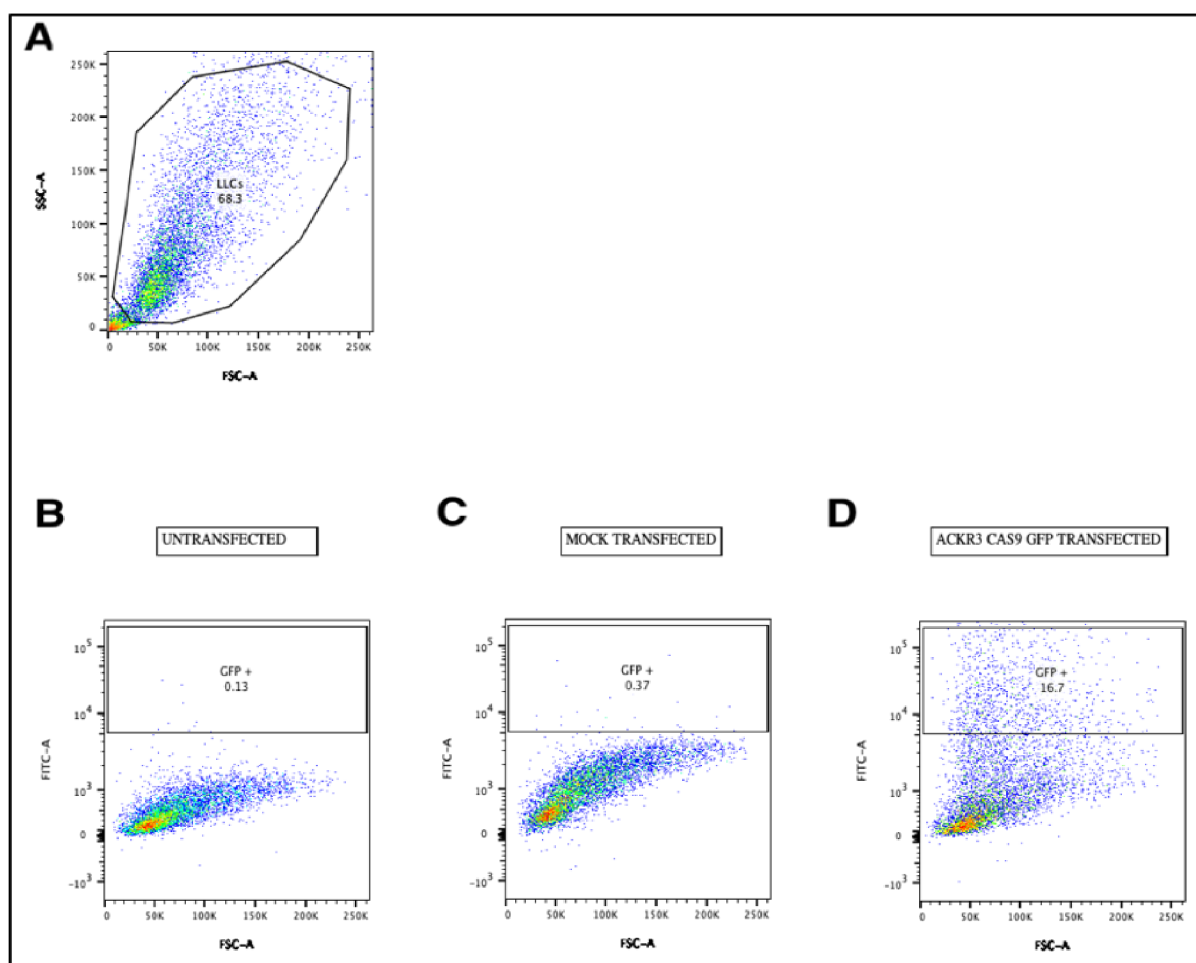 A
250K
200K
150K
100K
50K
0
SSC-A
LLCs
68.3
0 50K 100K 150K 200K 250K
FSC-A
B
UNTRANSFECTED
10^5
10^4
10^3
0
-10^3
FITC-A
GFP +
0.13
0 50K 100K 150K 200K 250K
FSC-A
C
MOCK TRANSFECTED
10^5
10^4
10^3
0
-10^3
FITC-A
GFP +
0.37
0 50K 100K 150K 200K 250K
FSC-A
D
ACKR3 CAS9 GFP TRANSFECTED
10^5
10^4
10^3
0
-10^3
FITC-A
GFP +
16.7
0 50K 100K 150K 200K 250K
FSC-A